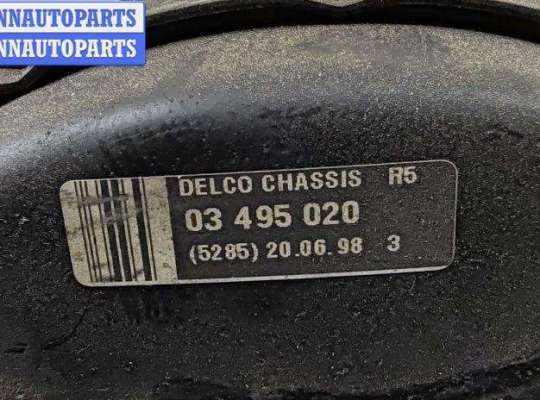 NNAUTOPARTS
NNAUTOPARTS
DELCO CHASSIS R5
03 495 020
(5285) 20.06.98 3